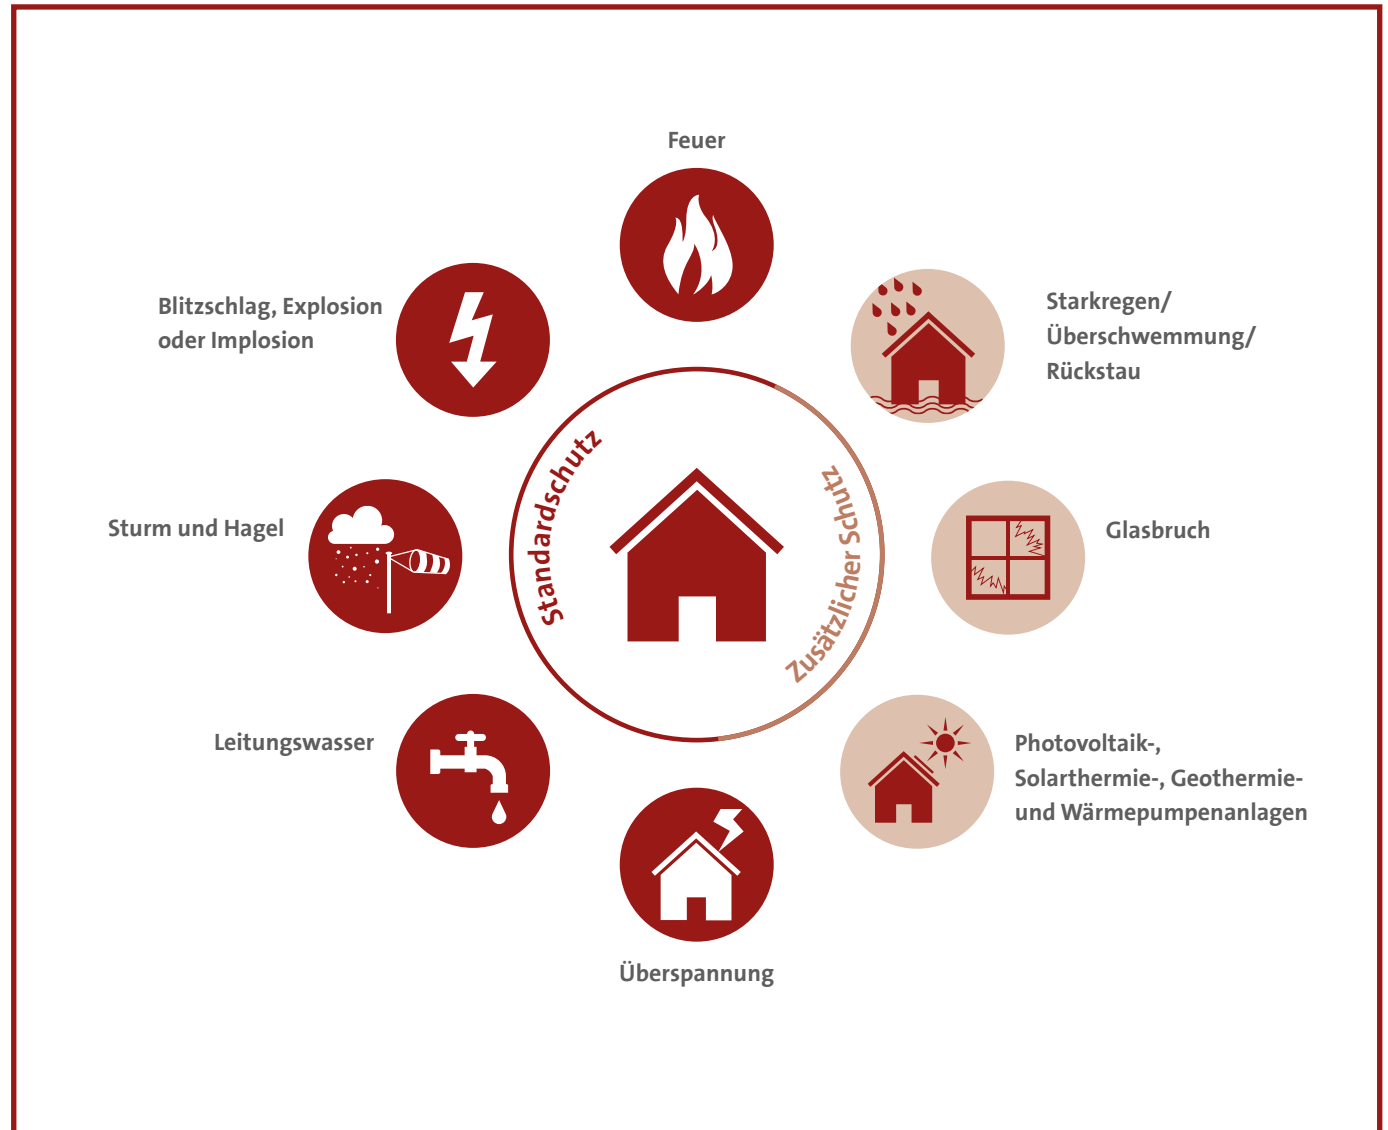 Feuer
Blitzschlag, Explosion
oder Implosion
Starkregen/
Überschwemmung/
Rückstau
Standardschutz
Zusätzlicher Schutz
Sturm und Hagel
Glasbruch
Leitungswasser
Photovoltaik-,
Solarthermie-, Geothermie-
und Wärmepumpenanlagen
Überspannung